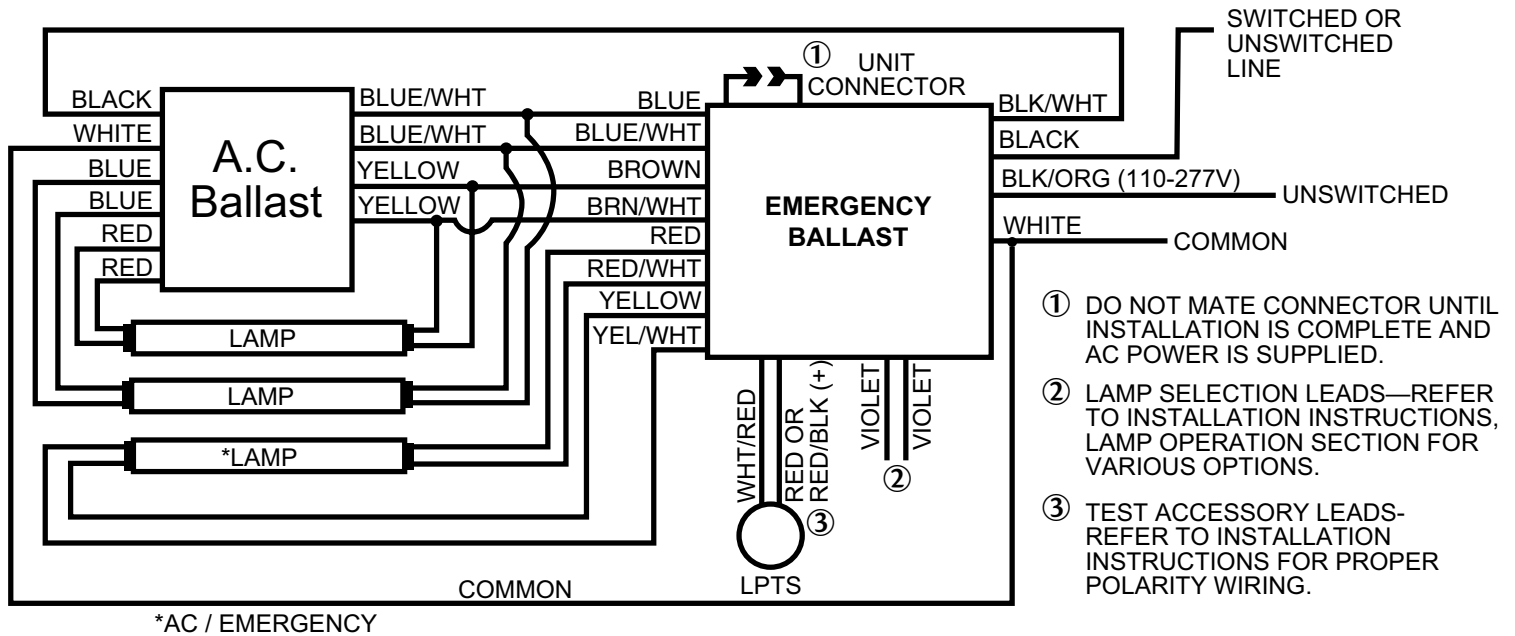 SWITCHED OR
UNSWITCHED
LINE
①
UNIT
CONNECTOR
BLACK
WHITE
BLUE
BLUE
RED
RED
A.C.
Ballast
BLUE/WHT
BLUE/WHT
YELLOW
YELLOW
BLUE
BLUE/WHT
BROWN
BRN/WHT
RED
RED/WHT
YELLOW
YEL/WHT
EMERGENCY
BALLAST
BLK/WHT
BLACK
BLK/ORG (110-277V)
UNSWITCHED
WHITE
COMMON
LAMP
LAMP
*LAMP
WHT/RED
RED OR
RED/BLK (+)
VIOLET
VIOLET
②
③
LPTS
① DO NOT MATE CONNECTOR UNTIL
INSTALLATION IS COMPLETE AND
AC POWER IS SUPPLIED.
② LAMP SELECTION LEADS—REFER
TO INSTALLATION INSTRUCTIONS,
LAMP OPERATION SECTION FOR
VARIOUS OPTIONS.
③ TEST ACCESSORY LEADS-
REFER TO INSTALLATION
INSTRUCTIONS FOR PROPER
POLARITY WIRING.
COMMON
*AC / EMERGENCY